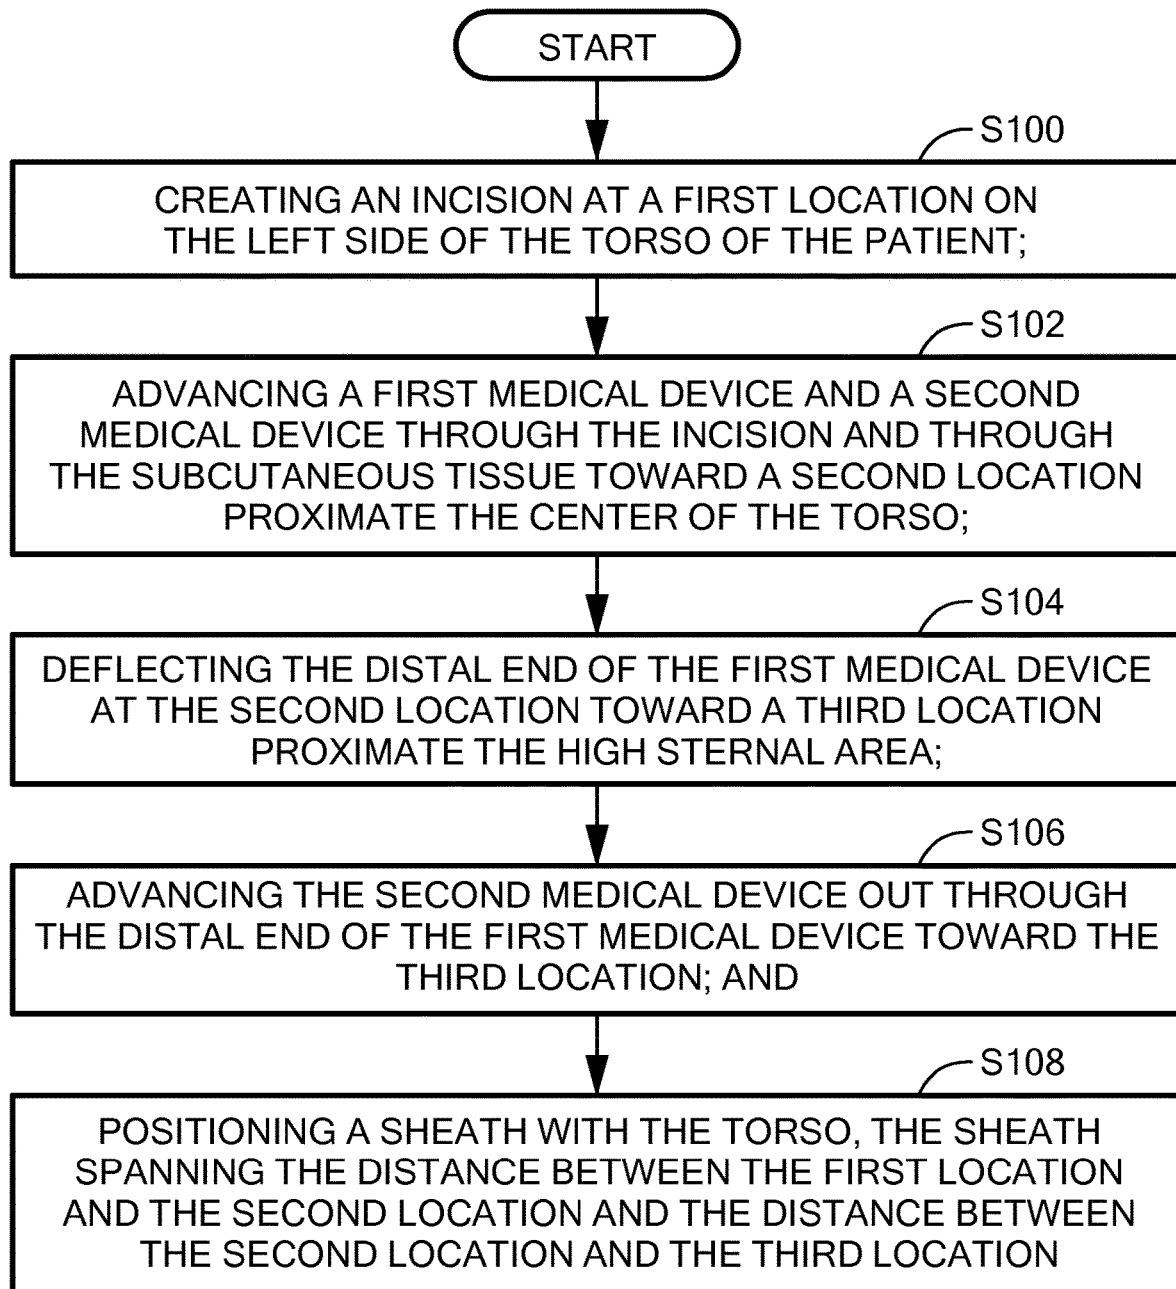 START
S100
CREATING AN INCISION AT A FIRST LOCATION ON
THE LEFT SIDE OF THE TORSO OF THE PATIENT;
S102
ADVANCING A FIRST MEDICAL DEVICE AND A SECOND
MEDICAL DEVICE THROUGH THE INCISION AND THROUGH
THE SUBCUTANEOUS TISSUE TOWARD A SECOND LOCATION
PROXIMATE THE CENTER OF THE TORSO;
S104
DEFLECTING THE DISTAL END OF THE FIRST MEDICAL DEVICE
AT THE SECOND LOCATION TOWARD A THIRD LOCATION
PROXIMATE THE HIGH STERNAL AREA;
S106
ADVANCING THE SECOND MEDICAL DEVICE OUT THROUGH
THE DISTAL END OF THE FIRST MEDICAL DEVICE TOWARD THE
THIRD LOCATION; AND
S108
POSITIONING A SHEATH WITH THE TORSO, THE SHEATH
SPANNING THE DISTANCE BETWEEN THE FIRST LOCATION
AND THE SECOND LOCATION AND THE DISTANCE BETWEEN
THE SECOND LOCATION AND THE THIRD LOCATION